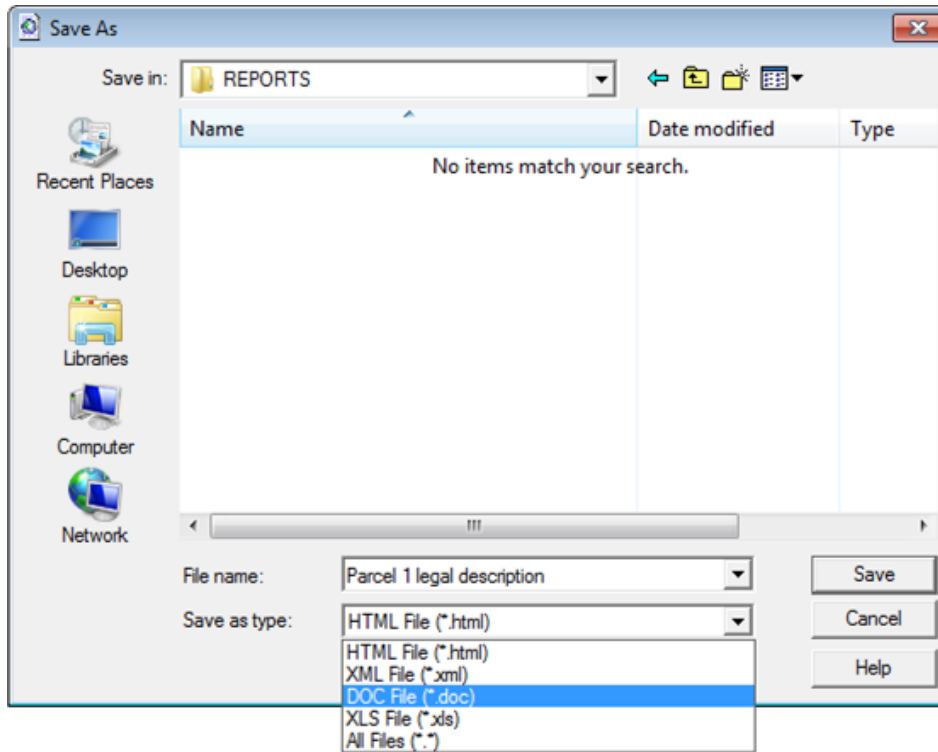 Save As
Save in: REPORTS
Name Date modified Type
No items match your search.
Recent Places
Desktop
Libraries
Computer
Network
File name: Parcel 1 legal description Save
Save as type: HTML File (*.html) Cancel
HTML File (*.html)
XML File (*.xml) Help
DOC File (*.doc)
XLS File (*.xls)
All Files (*.*)